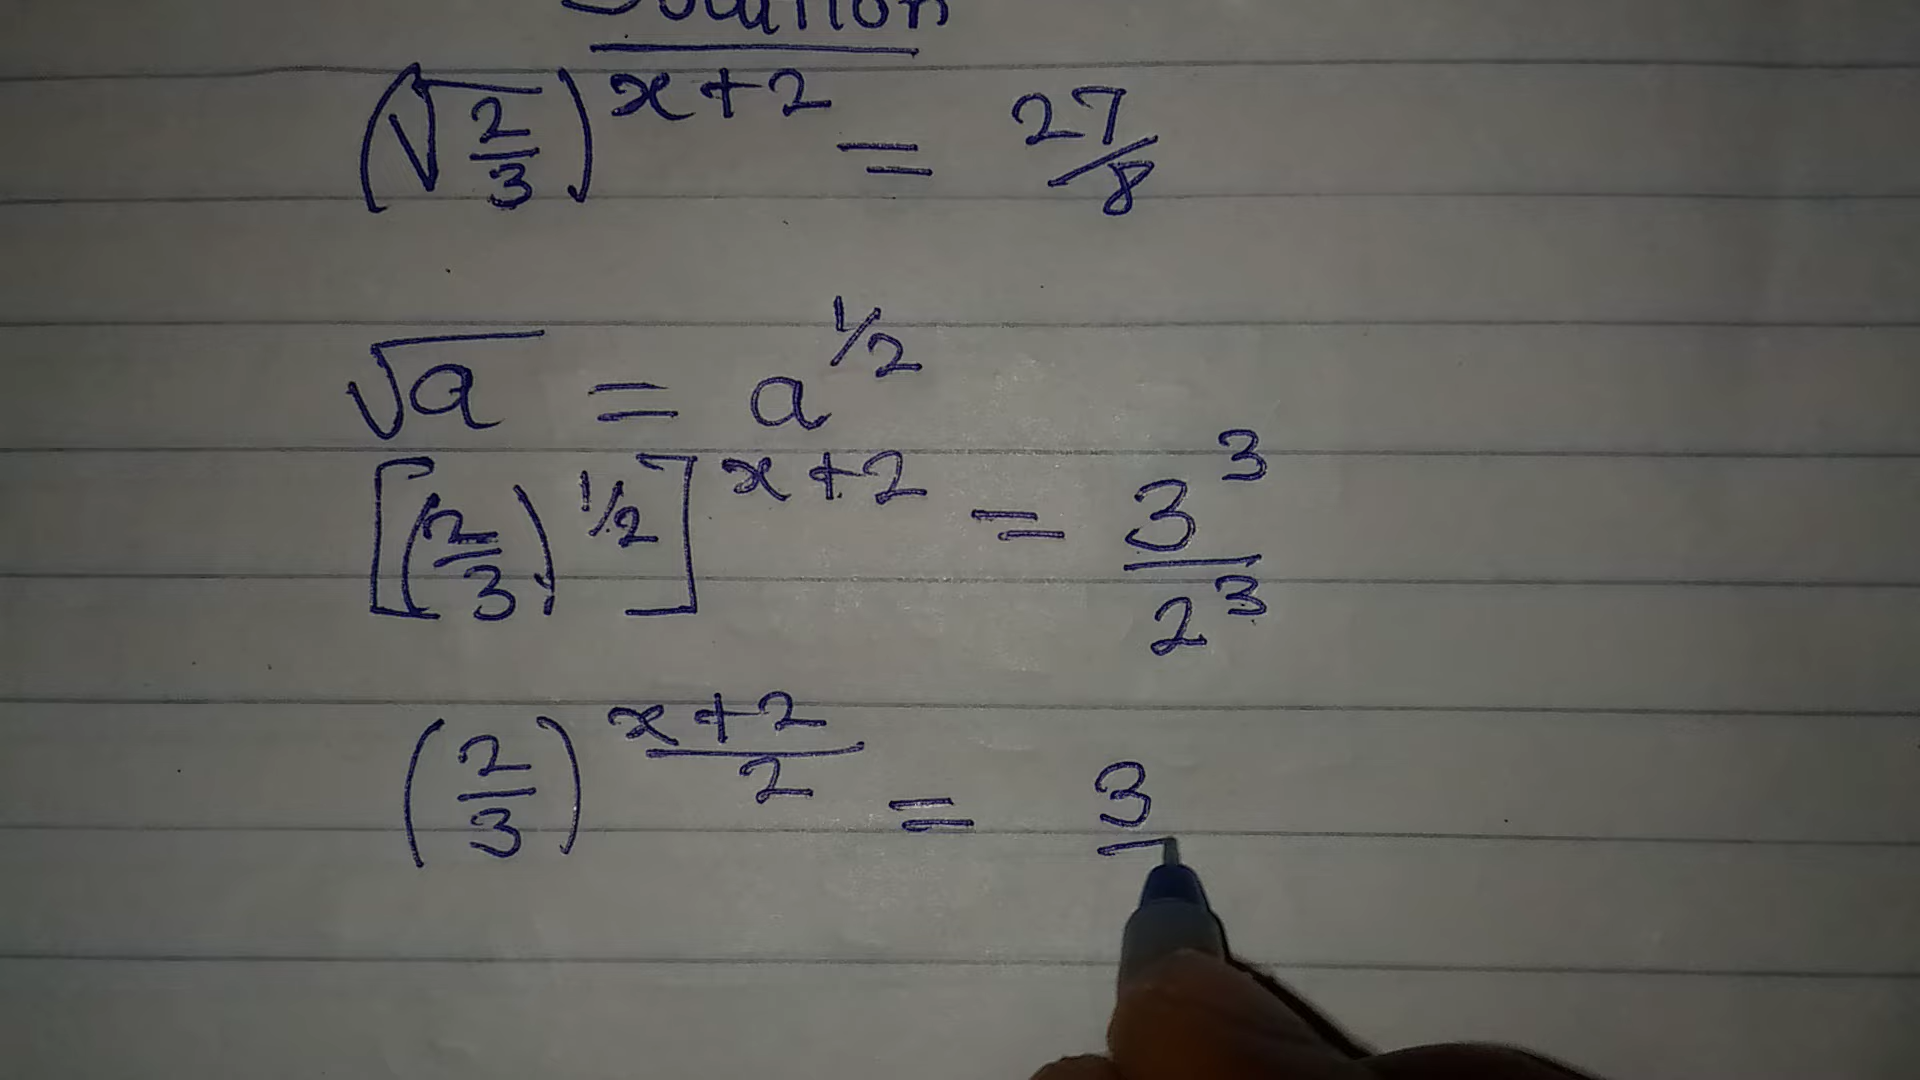 Solution
(√2/3)^x+2 = 27/8
√a = a^1/2
[(2/3)^1/2]^x+2 = 3^3/2^3
(2/3)^x+2/2 = 3